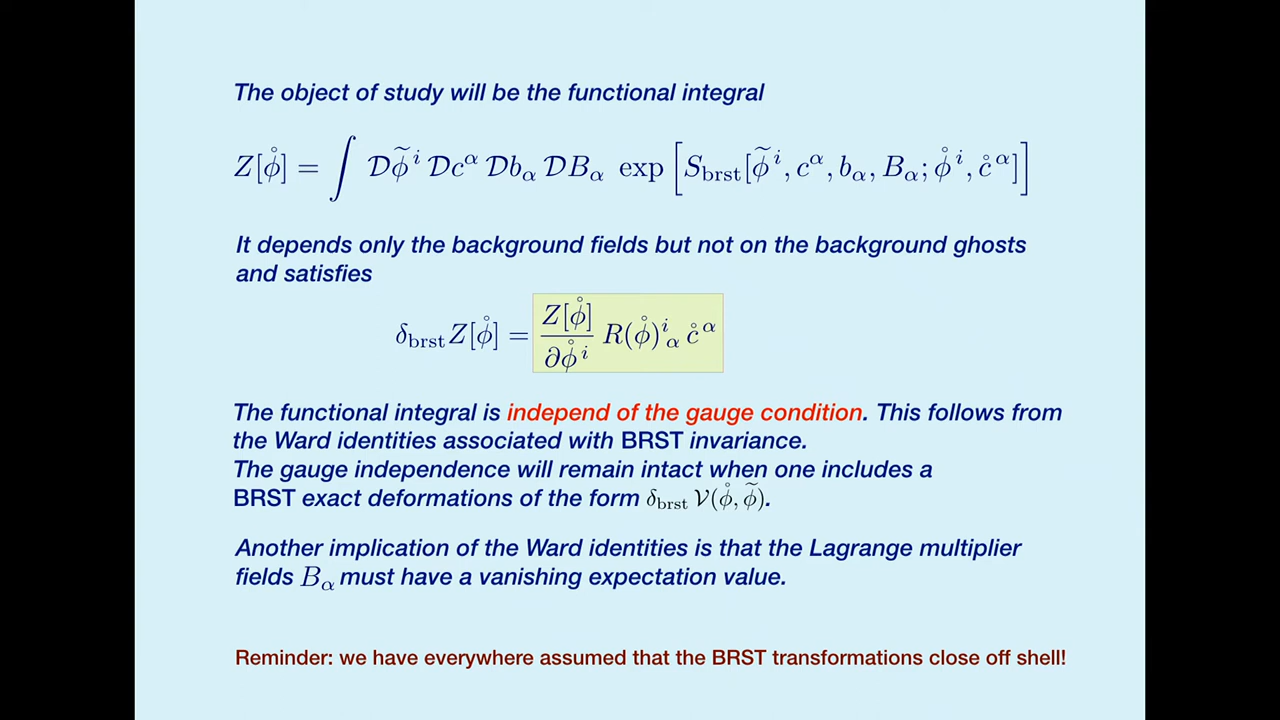 The object of study will be the functional integral
Z[φ̊] = ∫ 𝒟φ̃ⁱ 𝒟c^α 𝒟b_α 𝒟B_α exp[S_brst[φ̃ⁱ, c^α, b_α, B_α; φ̊ⁱ, c̊^α]]
It depends only the background fields but not on the background ghosts
and satisfies
δ_brst Z[φ̊] = Z[φ̊]/∂φ̊ⁱ R(φ̊)ⁱ_α c̊^α
The functional integral is independ of the gauge condition. This follows from
the Ward identities associated with BRST invariance.
The gauge independence will remain intact when one includes a
BRST exact deformations of the form δ_brst 𝒱(φ̊, φ̃).
Another implication of the Ward identities is that the Lagrange multiplier
fields B_α must have a vanishing expectation value.
Reminder: we have everywhere assumed that the BRST transformations close off shell!